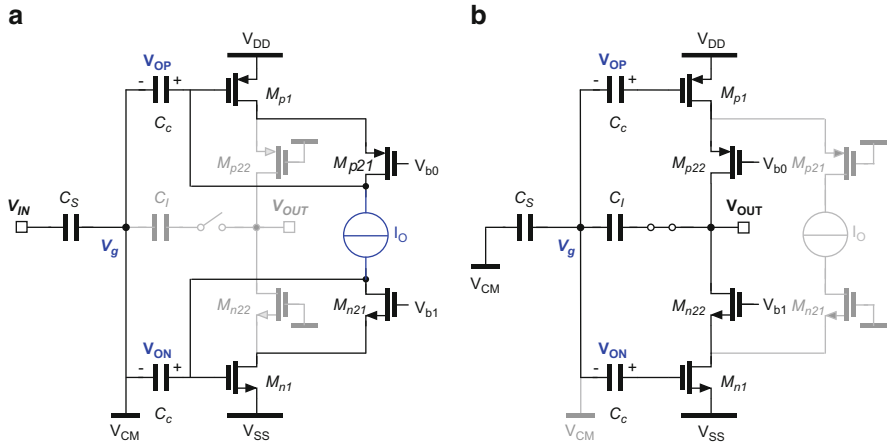 a
V_DD
V_OP
- +
C_c
M_p1
M_p22
M_p21
V_b0
C_S
V_IN
C_I
V_OUT
V_g
I_O
M_n22
M_n21
V_b1
V_ON
- +
C_c
M_n1
V_CM
V_SS
b
V_DD
V_OP
- +
C_c
M_p1
M_p22
V_b0
M_p21
C_S
C_I
V_OUT
V_g
I_O
V_CM
M_n22
V_b1
M_n21
V_ON
- +
C_c
M_n1
V_CM
V_SS